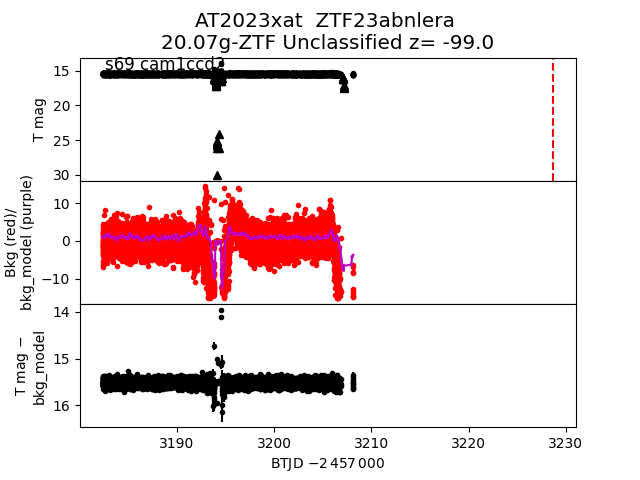 AT2023xat ZTF23abnlera
20.07g-ZTF Unclassified z= -99.0
s69 cam1ccd2
T mag
15
20
25
30
Bkg (red)/
bkg_model (purple)
10
0
−10
T mag −
bkg_model
14
15
16
3190
3200
3210
3220
3230
BTJD −2 457 000